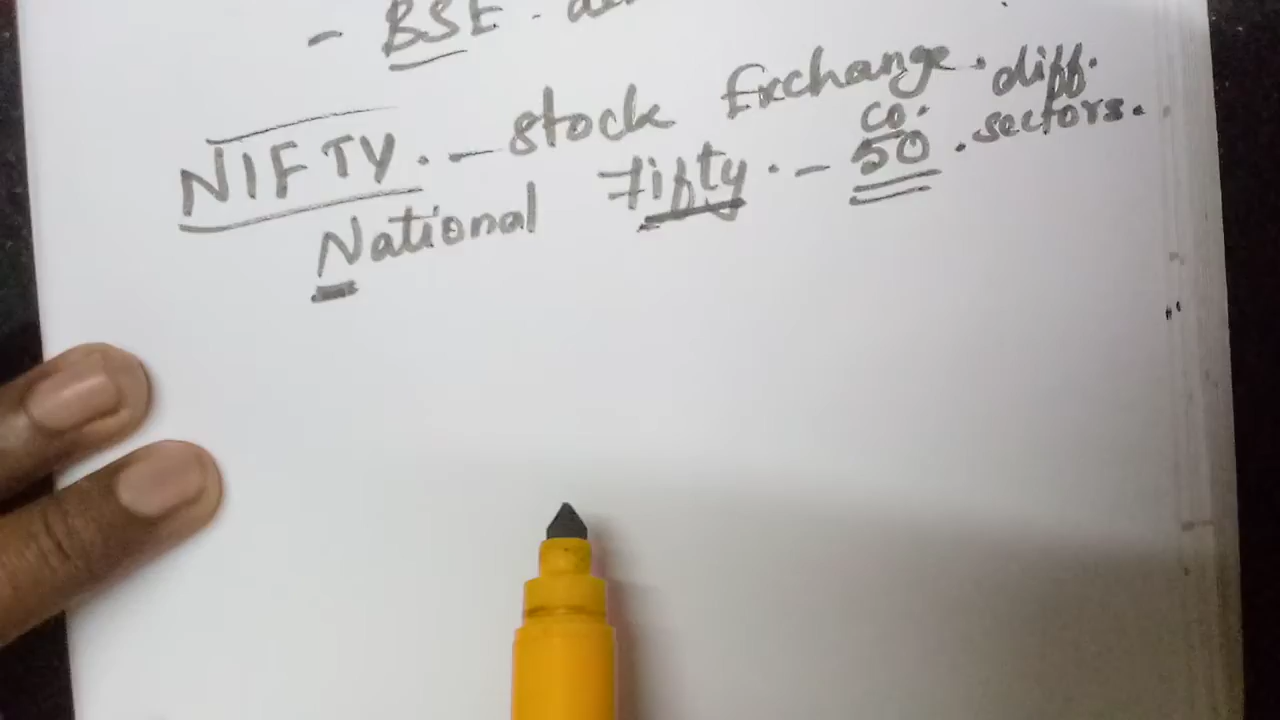 - BSE.
NIFTY. - stock Exchange. diff.
National Fifty. - 50 co. sectors.